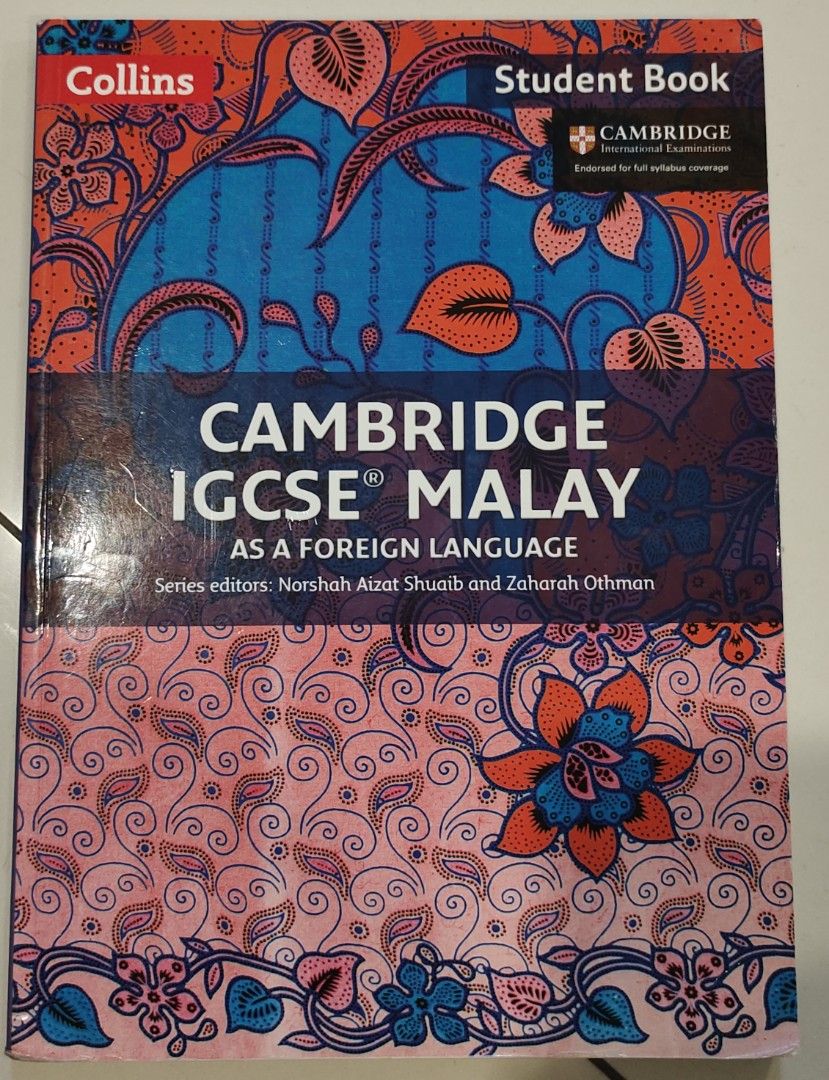 Collins
Student Book
CAMBRIDGE
International Examinations
Endorsed for full syllabus coverage
CAMBRIDGE
IGCSE® MALAY
AS A FOREIGN LANGUAGE
Series editors: Norshah Aizat Shuaib and Zaharah Othman